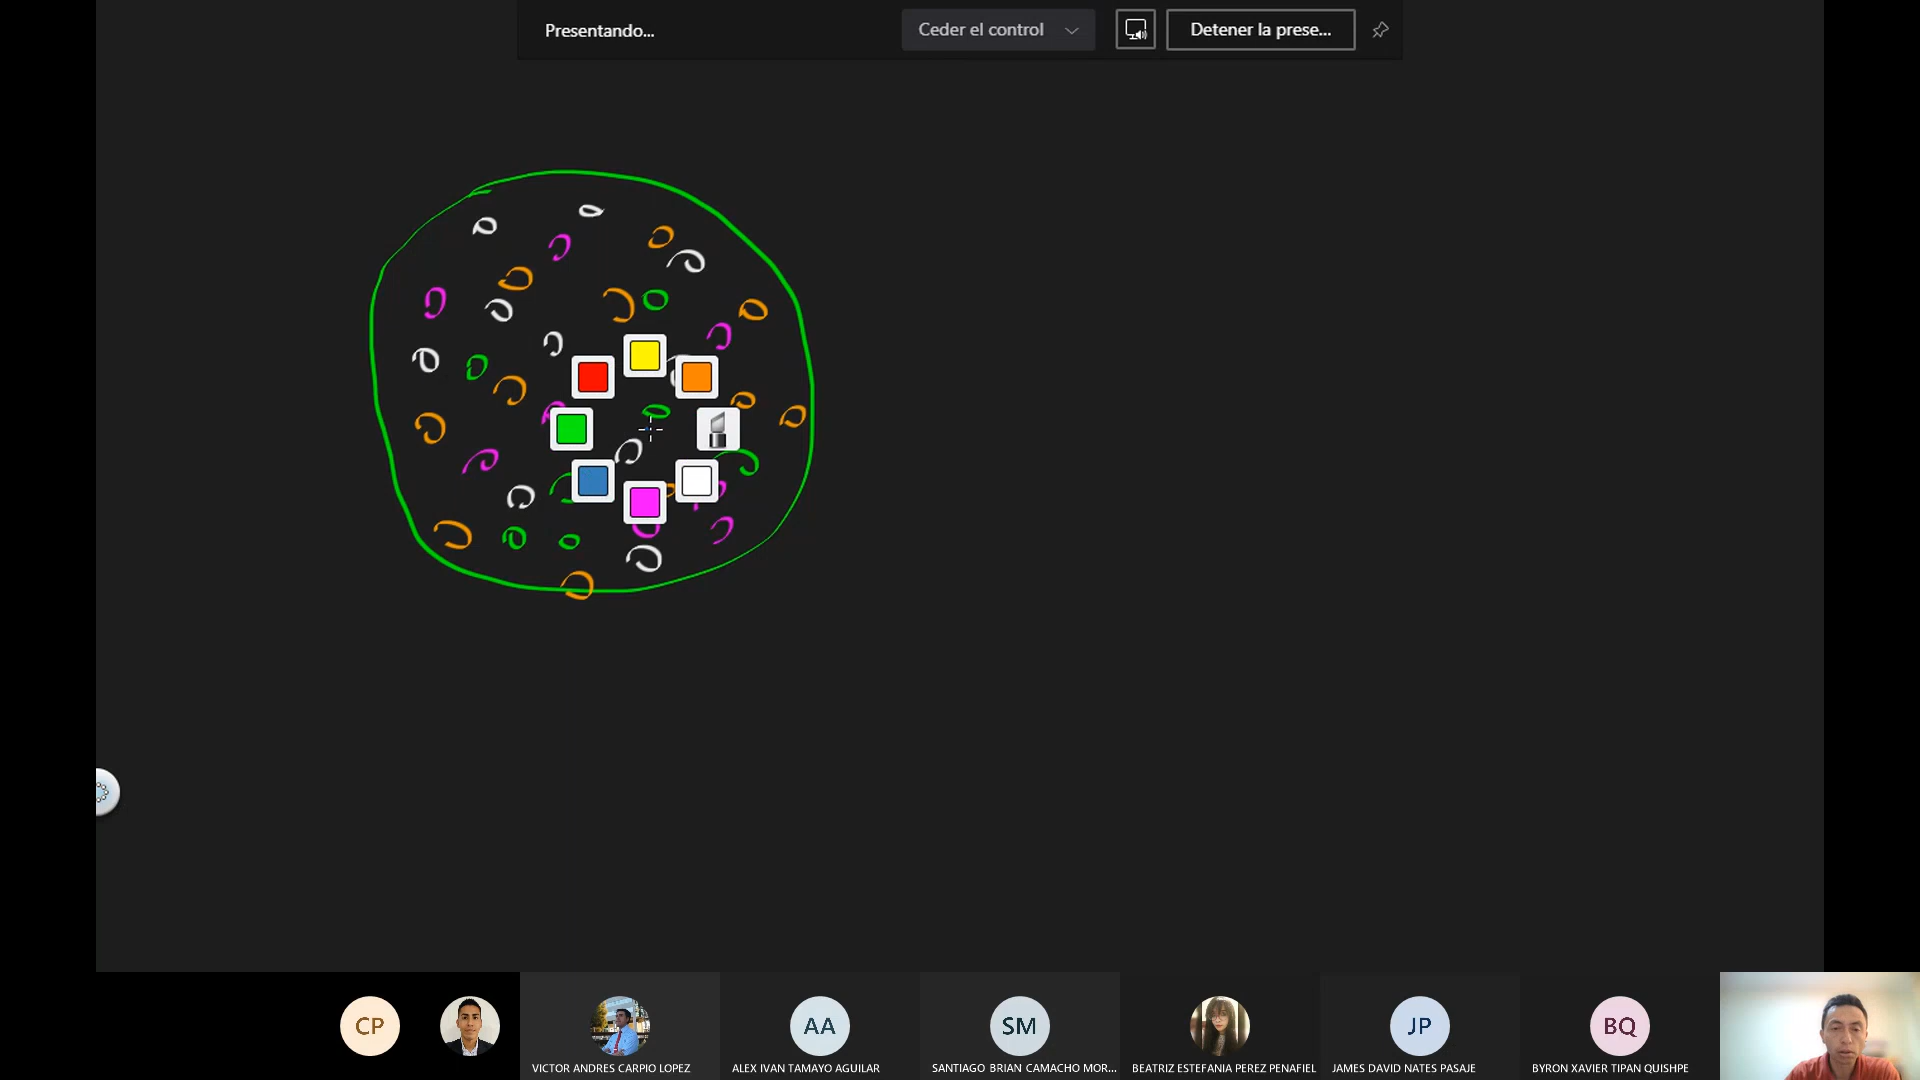 Presentando...
Ceder el control
Detener la prese...
CP
AA
SM
JP
BQ
VICTOR ANDRES CARPIO LOPEZ
ALEX IVAN TAMAYO AGUILAR
SANTIAGO BRIAN CAMACHO MOR...
BEATRIZ ESTEFANIA PEREZ PENAFIEL
JAMES DAVID NATES PASAJE
BYRON XAVIER TIPAN QUISHPE